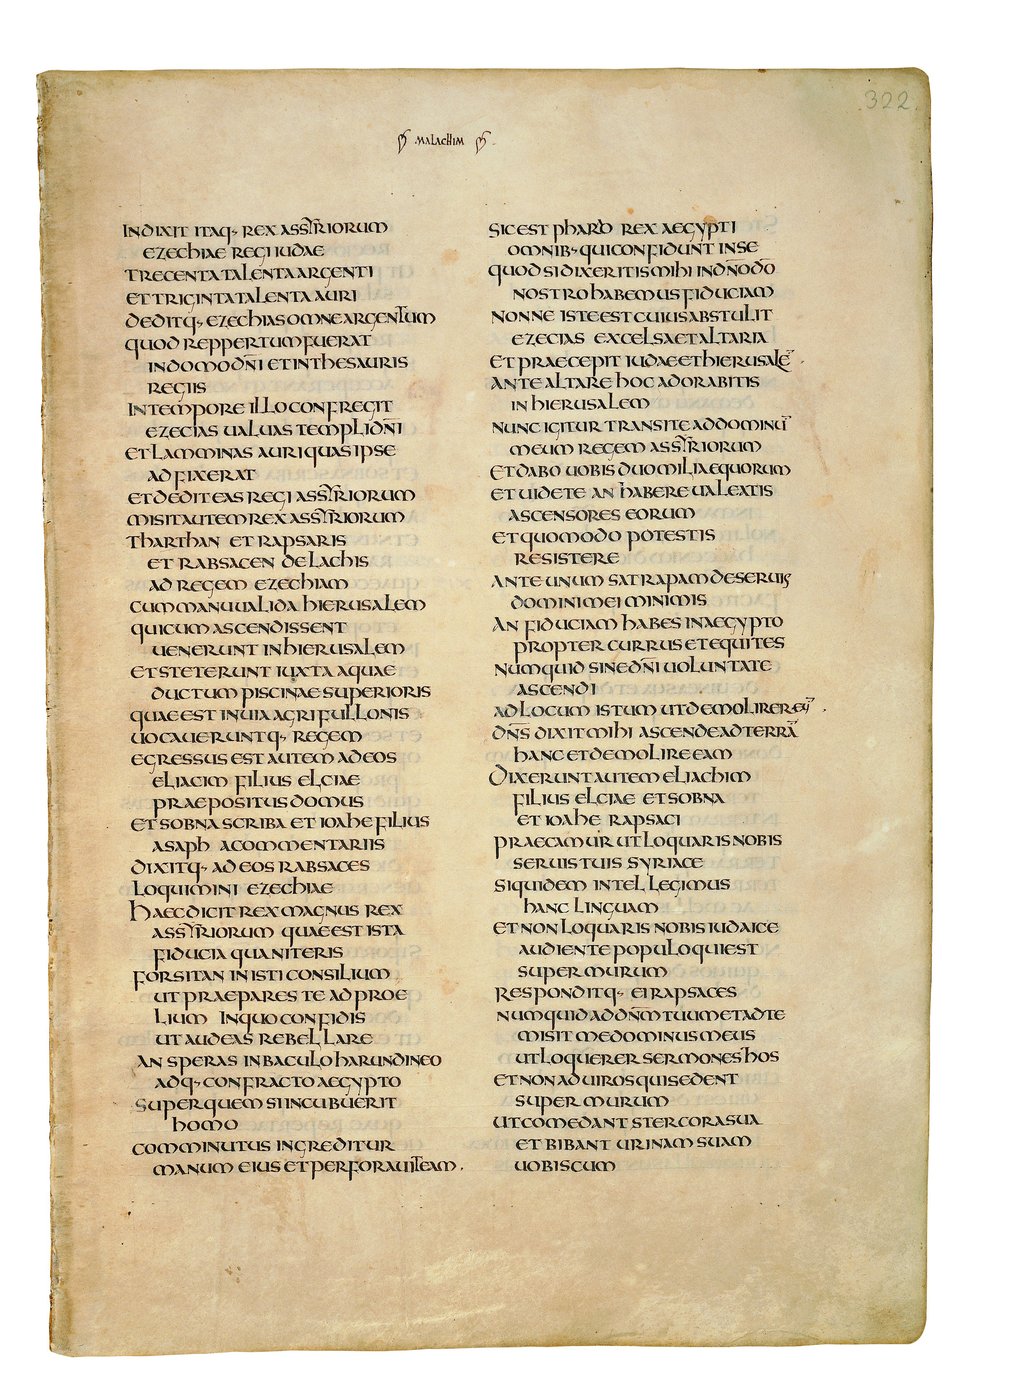 322.
MALACHIM
INDIXIT ITAQ· REX ASSYRIORUM
EZECHIAE REGI IUDAE
TRECENTA TALENTA ARGENTI
ET TRIGINTA TALENTA AURI
DEDITQ· EZECHIAS OMNE ARGENTUM
QUOD REPPERTUM FUERAT
IN DOMO DN̄I ET IN THESAURIS
REGIIS
IN TEMPORE ILLO CONFREGIT
EZECIAS UALUAS TEMPLI DN̄I
ET LAMMINAS AURI QUAS IPSE
ADFIXERAT
ET DEDIT EAS REGI ASSYRIORUM
MISIT AUTEM REX ASSYRIORUM
THARTHAN ET RAPSARIS
ET RABSACEN DE LACHIS
AD REGEM EZECHIAM
CUM MANU UALIDA HIERUSALEM
QUI CUM ASCENDISSENT
UENERUNT IN HIERUSALEM
ET STETERUNT IUXTA AQUAE
DUCTUM PISCINAE SUPERIORIS
QUAE EST IN UIA AGRI FULLONIS
UOCAUERUNTQ· REGEM
EGRESSUS EST AUTEM AD EOS
ELIACIM FILIUS ELCIAE
PRAEPOSITUS DOMUS
ET SOBNA SCRIBA ET IOAHE FILIUS
ASAPH A COMMENTARIIS
DIXITQ· AD EOS RABSACES
LOQUIMINI EZECHIAE
HAEC DICIT REX MAGNUS REX
ASSYRIORUM QUAE EST ISTA
FIDUCIA QUA NITERIS
FORSITAN INISTI CONSILIUM
UT PRAEPARES TE AD PROE
LIUM IN QUO CONFIDIS
UT AUDEAS REBELLARE
AN SPERAS IN BACULO HARUNDINEO
ADQ· CONFRACTO AEGYPTO
SUPER QUEM SI INCUBUERIT
HOMO
COMMINUTUS INGREDITUR
MANUM EIUS ET PERFORAUIT EAM·
SIC EST PHARAO REX AEGYPTI
OMNIB· QUI CONFIDUNT IN SE
QUOD SI DIXERITIS MIHI IN DN̄O DŌ
NOSTRO HABEMUS FIDUCIAM
NONNE ISTE EST CUIUS ABSTULIT
EZECIAS EXCELSA ET ALTARIA
ET PRAECEPIT IUDAE ET HIERUSALĒ·
ANTE ALTARE HOC ADORABITIS
IN HIERUSALEM
NUNC IGITUR TRANSITE AD DOMINŪ
MEUM REGEM ASSYRIORUM
ET DABO UOBIS DUO MILIA EQUORUM
ET UIDETE AN HABERE UALEATIS
ASCENSORES EORUM
ET QUOMODO POTESTIS
RESISTERE
ANTE UNUM SATRAPAM DE SERUIS
DOMINI MEI MINIMIS
AN FIDUCIAM HABES IN AEGYPTO
PROPTER CURRUS ET EQUITES
NUMQUID SINE DN̄I UOLUNTATE
ASCENDI
AD LOCUM ISTUM UT DEMOLIRER EŪ·
DN̄S DIXIT MIHI ASCENDE AD TERRĀ
HANC ET DEMOLIRE EAM
DIXERUNT AUTEM ELIACHIM
FILIUS ELCIAE ET SOBNA
ET IOAHE RAPSACI
PRAECAMUR UT LOQUARIS NOBIS
SERUIS TUIS SYRIACE
SIQUIDEM INTELLEGIMUS
HANC LINGUAM
ET NON LOQUARIS NOBIS IUDAICE
AUDIENTE POPULO QUI EST
SUPER MURUM
RESPONDITQ· EI RAPSACES
NUMQUID AD DN̄M TUUM ET AD TE
MISIT ME DOMINUS MEUS
UT LOQUERER SERMONES HOS
ET NON AD UIROS QUI SEDENT
SUPER MURUM
UT COMEDANT STERCORA SUA
ET BIBANT URINAM SUAM
UOBISCUM